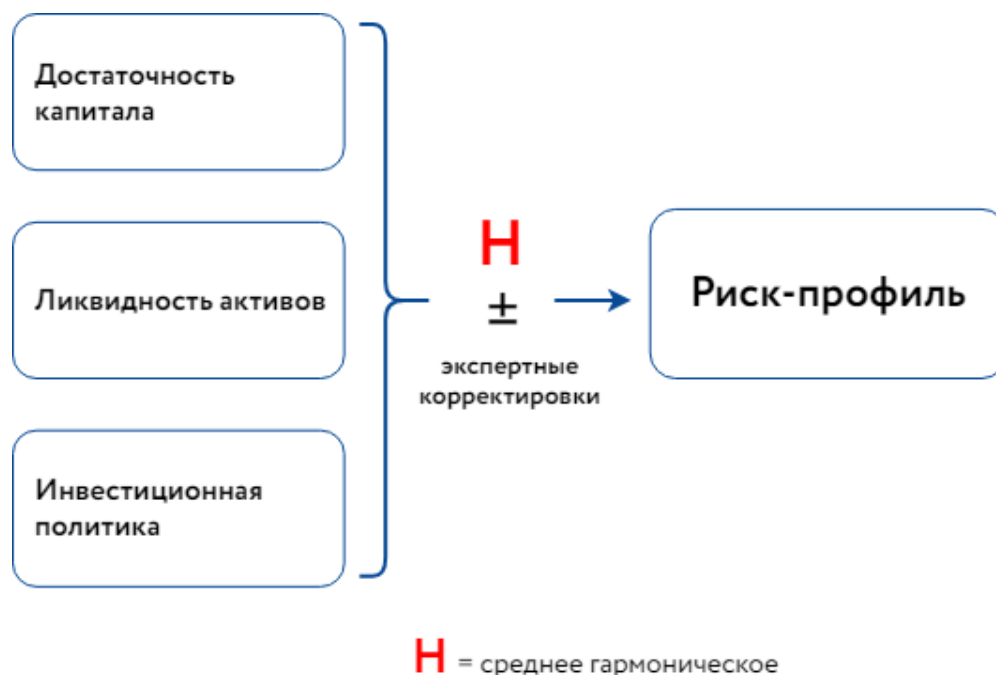 Достаточность
капитала
Ликвидность активов
Инвестиционная
политика
Н
±
экспертные
корректировки
Риск-профиль
Н = среднее гармоническое